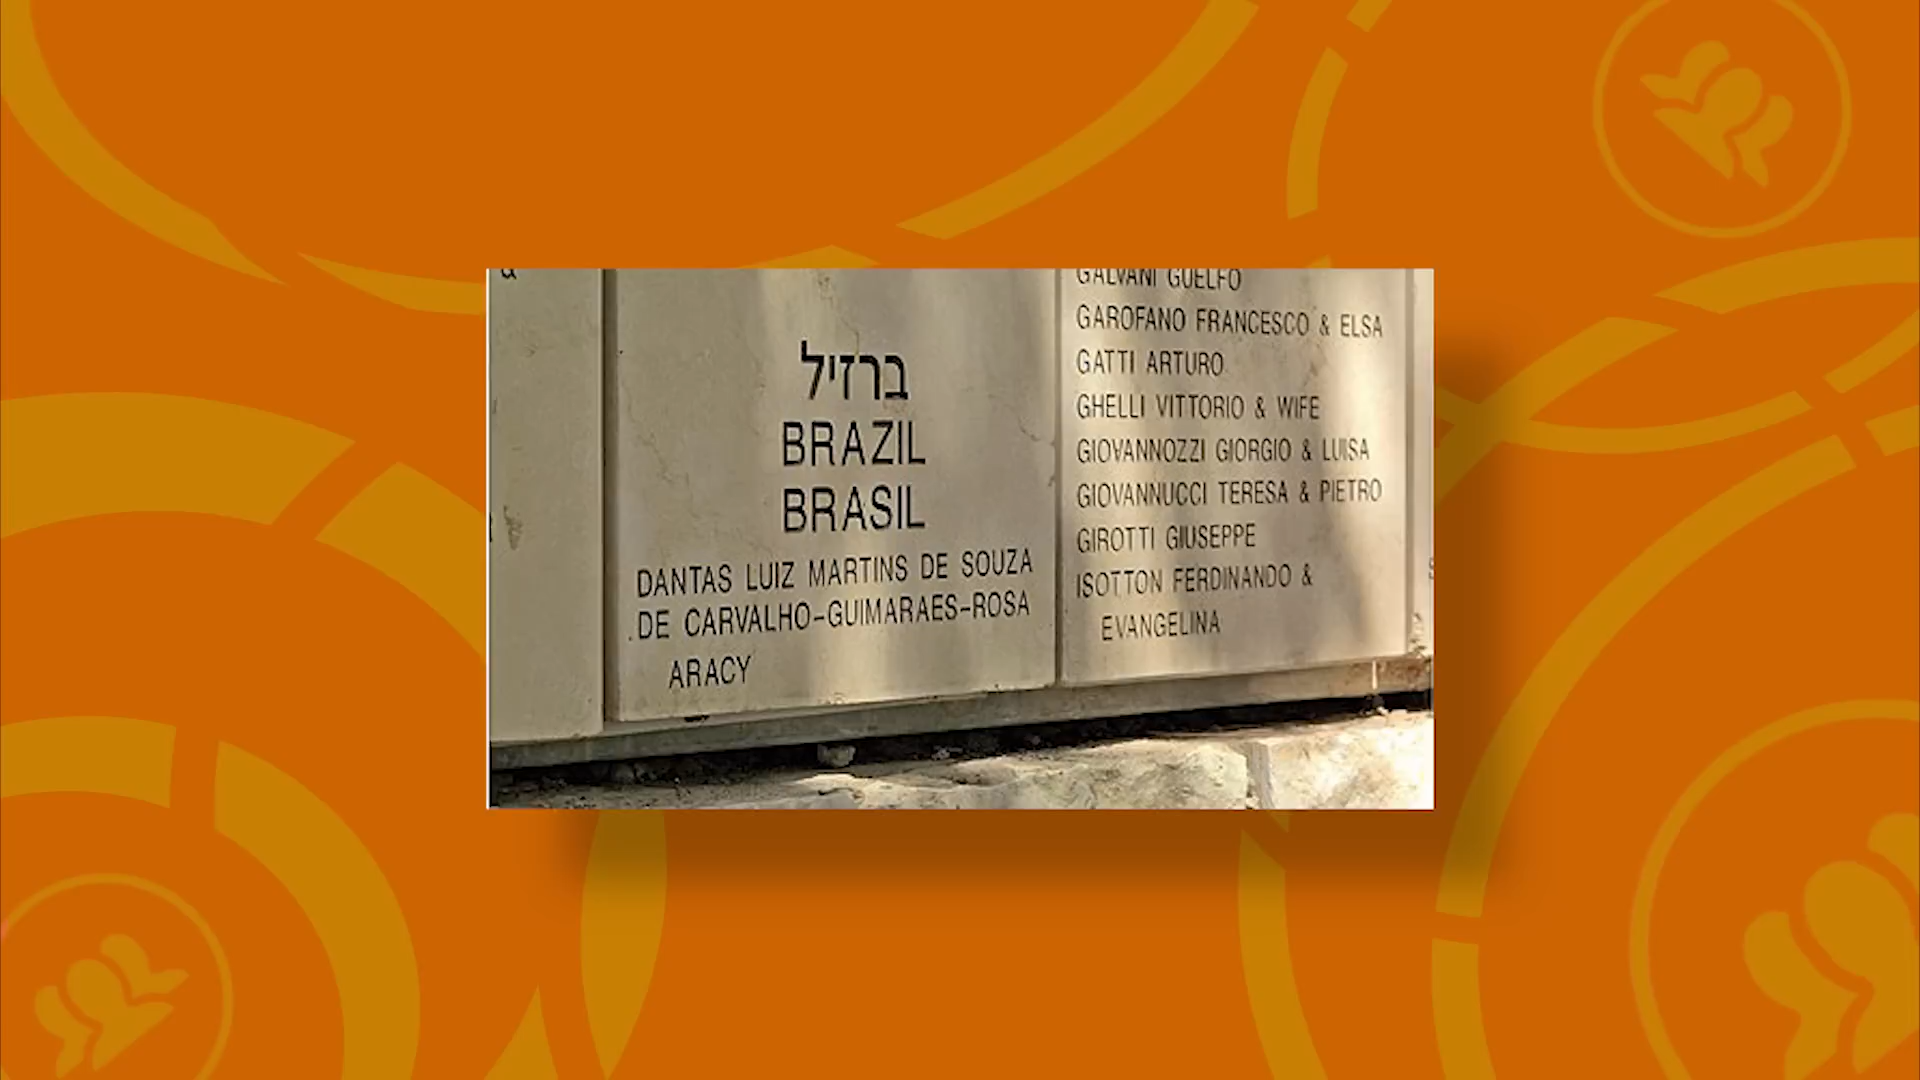 &
ברזיל
BRAZIL
BRASIL
DANTAS LUIZ MARTINS DE SOUZA
DE CARVALHO-GUIMARAES-ROSA
ARACY
GALVANI GUELFO
GAROFANO FRANCESCO & ELSA
GATTI ARTURO
GHELLI VITTORIO & WIFE
GIOVANNOZZI GIORGIO & LUISA
GIOVANNUCCI TERESA & PIETRO
GIROTTI GIUSEPPE
ISOTTON FERDINANDO &
EVANGELINA